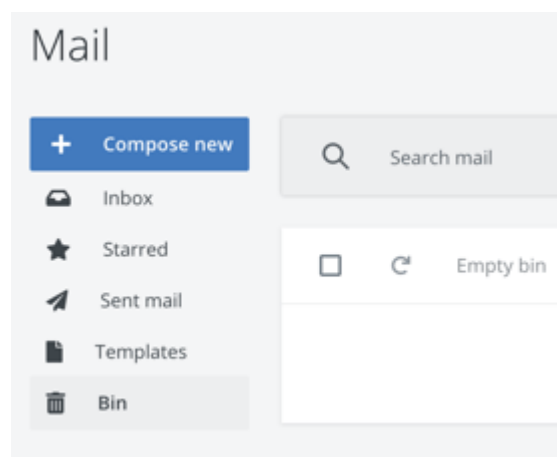 Mail
Compose new
Inbox
Starred
Sent mail
Templates
Bin
Search mail
Empty bin